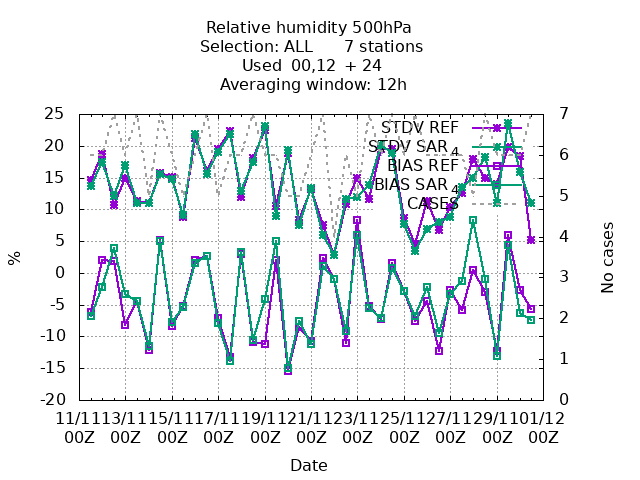 Relative humidity 500hPa
Selection: ALL 7 stations
Used 00,12 + 24
Averaging window: 12h
25 7
STDV REF
20 STDV SAR 4 6
BIAS REF
15 BIAS SAR 4 5
CASES
10
5 4
0 3
-5
-10 2
-15 1
-20 0
%
No cases
11/11 13/11 15/11 17/11 19/11 21/11 23/11 25/11 27/11 29/11 01/12
00Z 00Z 00Z 00Z 00Z 00Z 00Z 00Z 00Z 00Z 00Z
Date